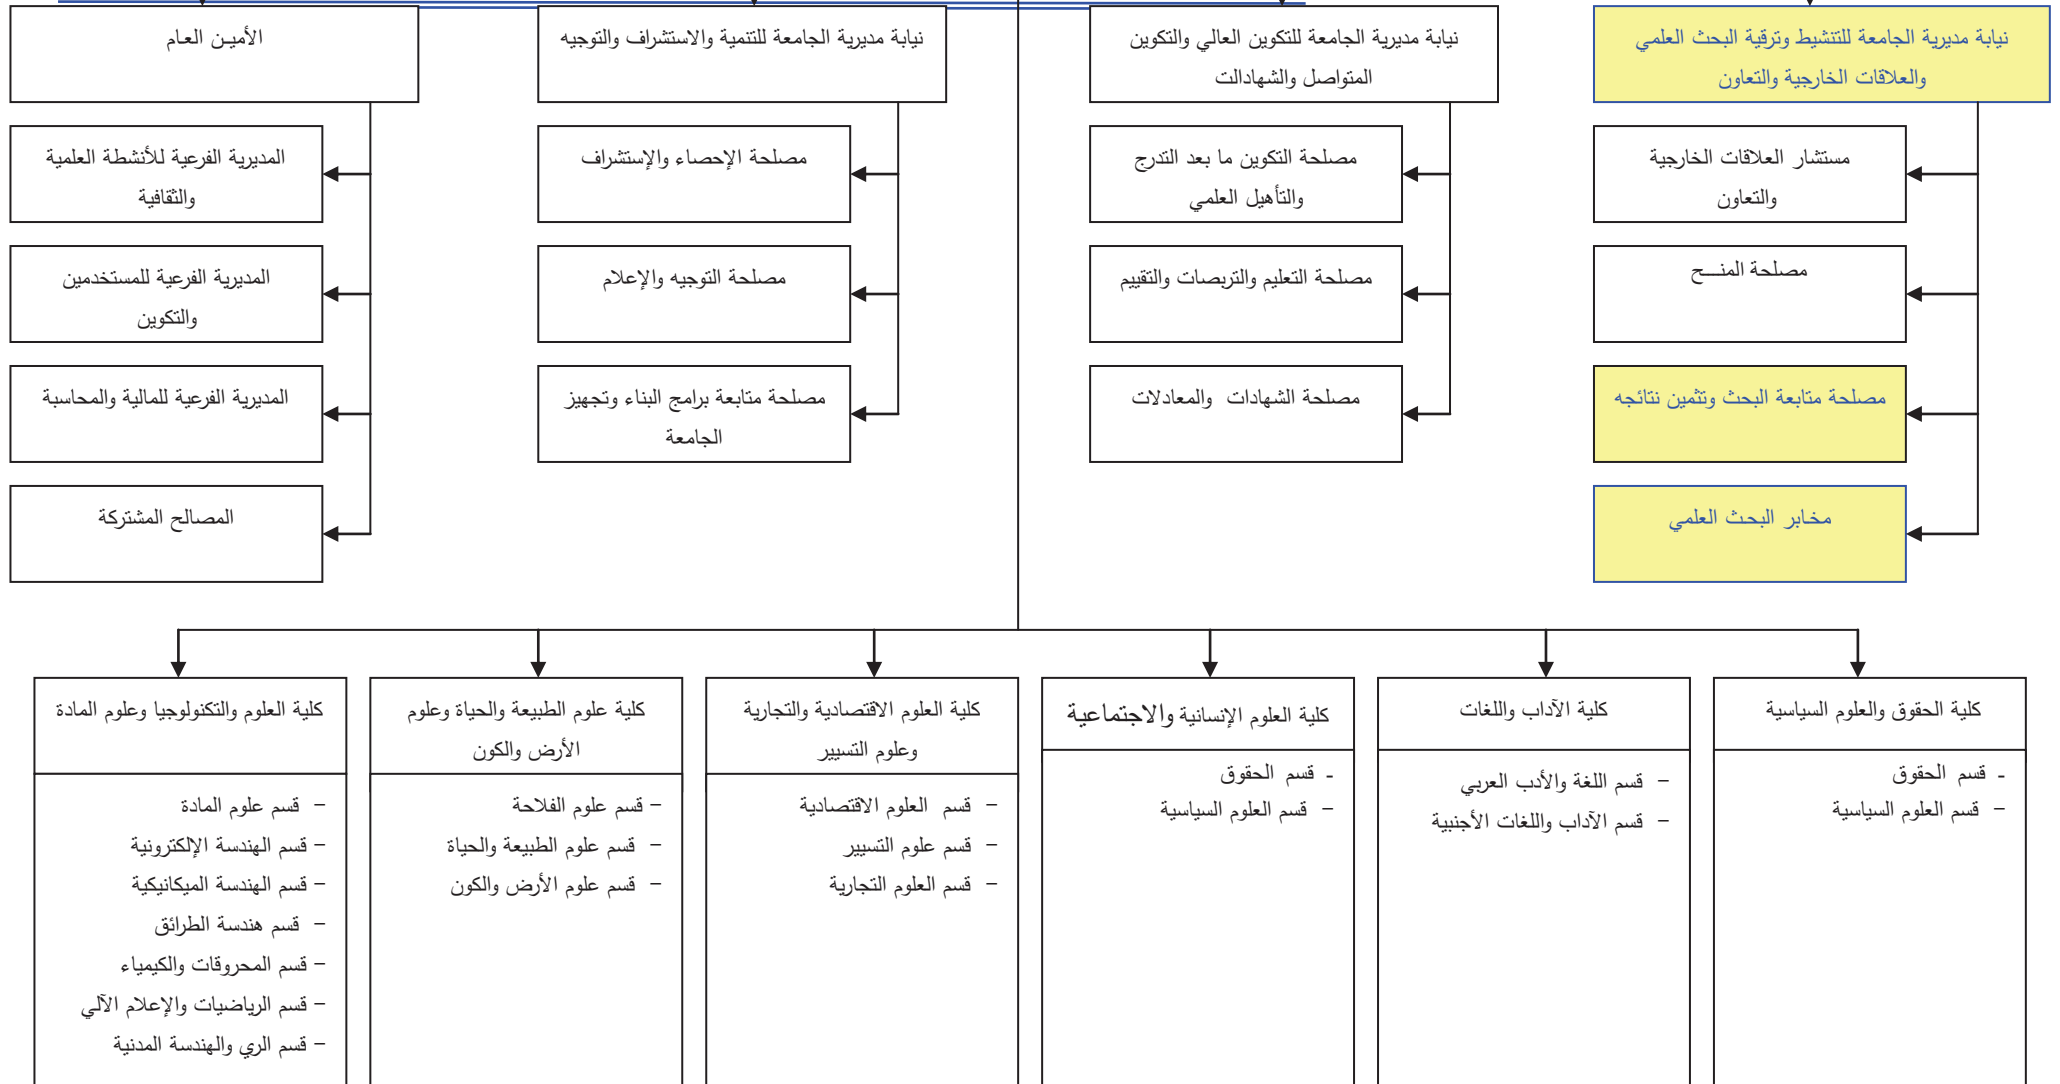 نيابة مديرية الجامعة للتنشيط وترقية البحث العلمي
والعلاقات الخارجية والتعاون
مستشار العلاقات الخارجية
والتعاون
مصلحة المنـــح
مصلحة متابعة البحث وتثمين نتائجه
مخابر البحث العلمي
نيابة مديرية الجامعة للتكوين العالي والتكوين
المتواصل والشهادالت
مصلحة التكوين ما بعد التدرج
والتأهيل العلمي
مصلحة التعليم والتربصات والتقييم
مصلحة الشهادات والمعادلات
نيابة مديرية الجامعة للتنمية والاستشراف والتوجيه
مصلحة الإحصاء والإستشراف
مصلحة التوجيه والإعلام
مصلحة متابعة برامج البناء وتجهيز
الجامعة
الأميـن العـام
المديرية الفرعية للأنشطة العلمية
والثقافية
المديرية الفرعية للمستخدمين
والتكوين
المديرية الفرعية للمالية والمحاسبة
المصالح المشتركة
كلية الحقوق والعلوم السياسية
- قسم الحقوق
– قسم العلوم السياسية
كلية الآداب واللغات
– قسم اللغة والأدب العربي
– قسم الآداب واللغات الأجنبية
كلية العلوم الإنسانية والاجتماعية
- قسم الحقوق
– قسم العلوم السياسية
كلية العلوم الاقتصادية والتجارية
وعلوم التسيير
– قسم العلوم الاقتصادية
– قسم علوم التسيير
– قسم العلوم التجارية
كلية علوم الطبيعة والحياة وعلوم
الأرض والكون
– قسم علوم الفلاحة
– قسم علوم الطبيعة والحياة
– قسم علوم الأرض والكون
كلية العلوم والتكنولوجيا وعلوم المادة
– قسم علوم المادة
– قسم الهندسة الإلكترونية
– قسم الهندسة الميكانيكية
– قسم هندسة الطرائق
– قسم المحروقات والكيمياء
– قسم الرياضيات والإعلام الآلي
– قسم الري والهندسة المدنية